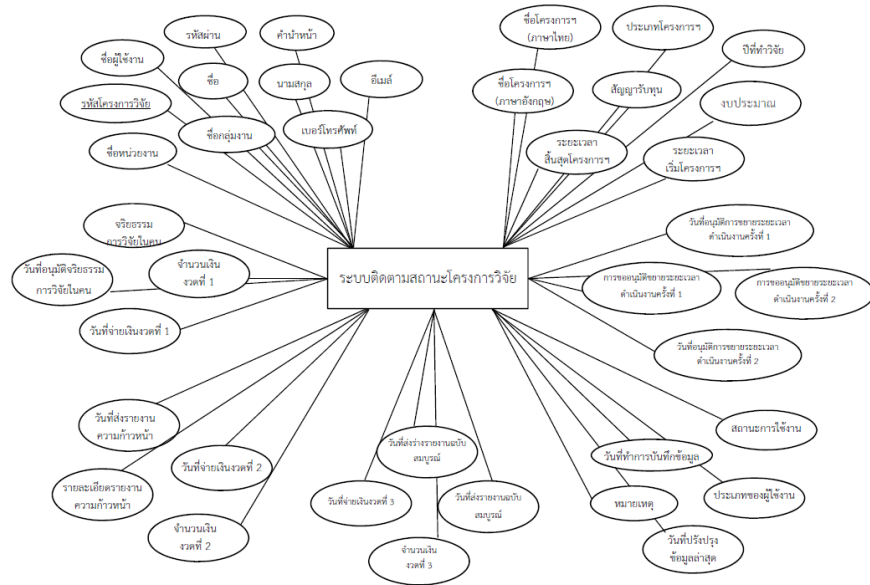 รหัสผ่าน
คำนำหน้า
ชื่อผู้ใช้งาน
ชื่อ
นามสกุล
อีเมล์
รหัสโครงการวิจัย
ชื่อกลุ่มงาน
เบอร์โทรศัพท์
ชื่อหน่วยงาน
ชื่อโครงการฯ
(ภาษาไทย)
ประเภทโครงการฯ
ปีที่ทำวิจัย
ชื่อโครงการฯ
(ภาษาอังกฤษ)
สัญญารับทุน
งบประมาณ
ระยะเวลา
สิ้นสุดโครงการฯ
ระยะเวลา
เริ่มโครงการฯ
จริยธรรม
การวิจัยในคน
วันที่อนุมัติจริยธรรม
การวิจัยในคน
จำนวนเงิน
งวดที่ 1
วันที่จ่ายเงินงวดที่ 1
ระบบติดตามสถานะโครงการวิจัย
วันที่อนุมัติการขยายระยะเวลา
ดำเนินงานครั้งที่ 1
การขออนุมัติขยายระยะเวลา
ดำเนินงานครั้งที่ 1
การขออนุมัติขยายระยะเวลา
ดำเนินงานครั้งที่ 2
วันที่อนุมัติการขยายระยะเวลา
ดำเนินงานครั้งที่ 2
วันที่ส่งรายงาน
ความก้าวหน้า
รายละเอียดรายงาน
ความก้าวหน้า
วันที่จ่ายเงินงวดที่ 2
จำนวนเงิน
งวดที่ 2
วันที่ส่งร่างรายงานฉบับ
สมบูรณ์
วันที่จ่ายเงินงวดที่ 3
วันที่ส่งรายงานฉบับ
สมบูรณ์
จำนวนเงิน
งวดที่ 3
สถานะการใช้งาน
วันที่ทำการบันทึกข้อมูล
ประเภทของผู้ใช้งาน
หมายเหตุ
วันที่ปรับปรุง
ข้อมูลล่าสุด